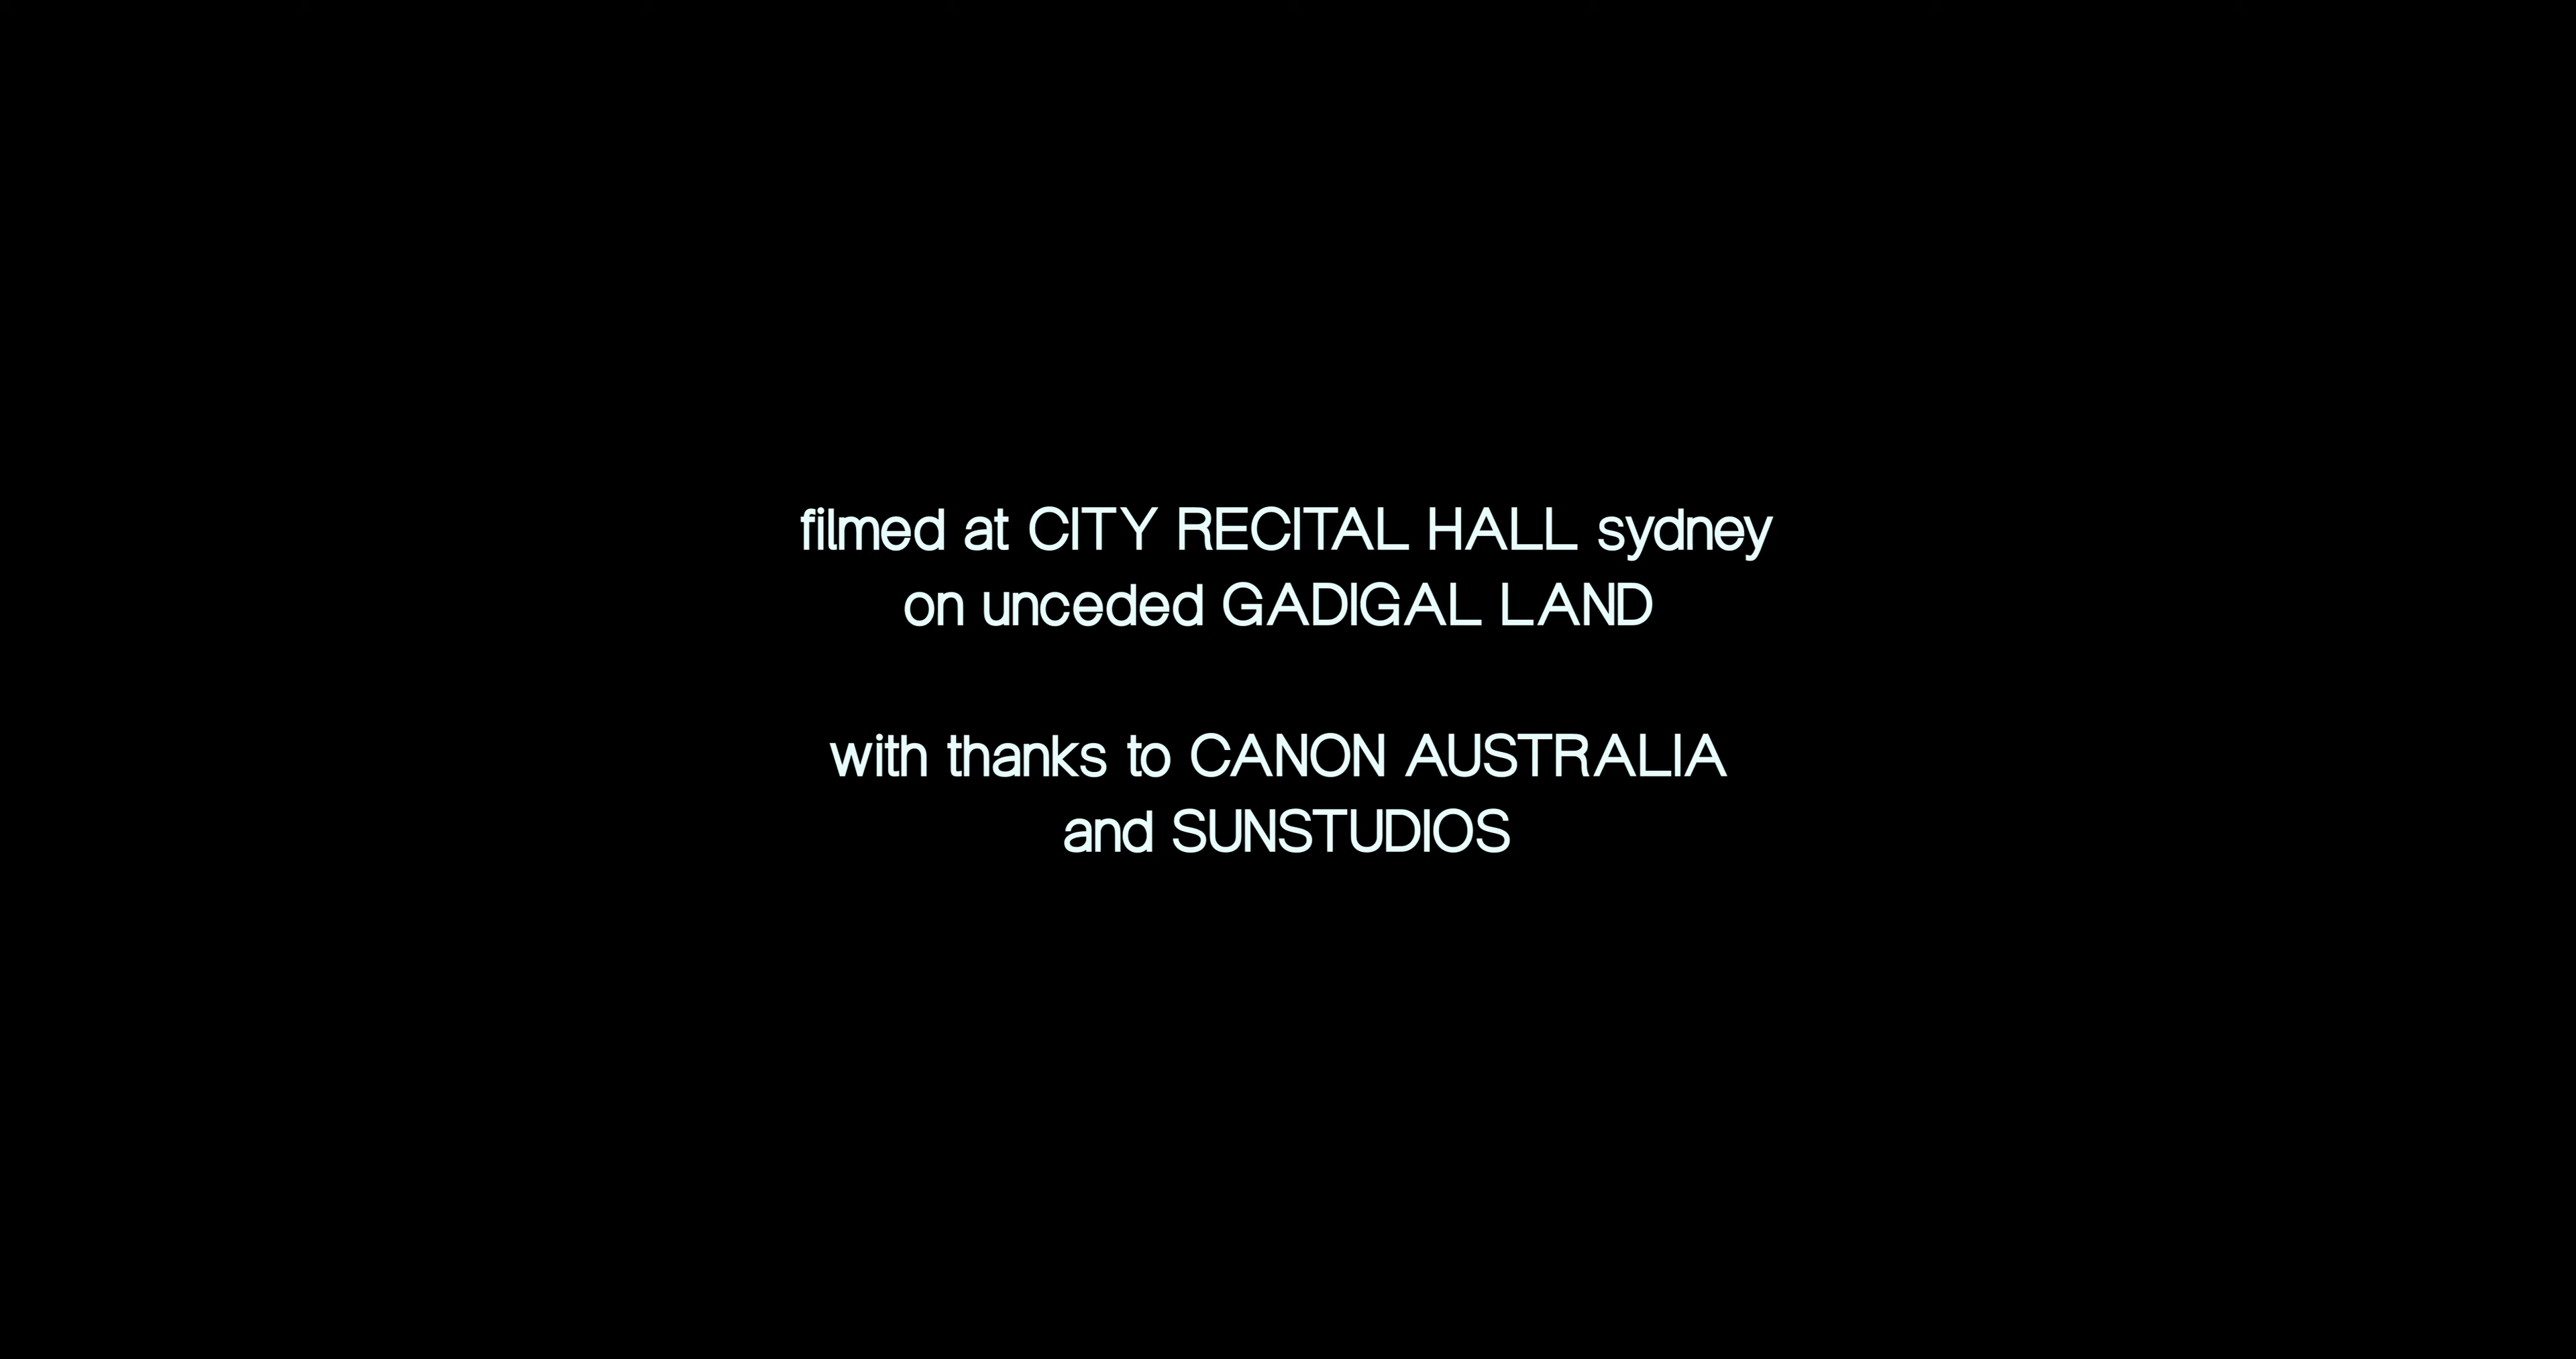 filmed at CITY RECITAL HALL sydney
on unceded GADIGAL LAND
with thanks to CANON AUSTRALIA
and SUNSTUDIOS